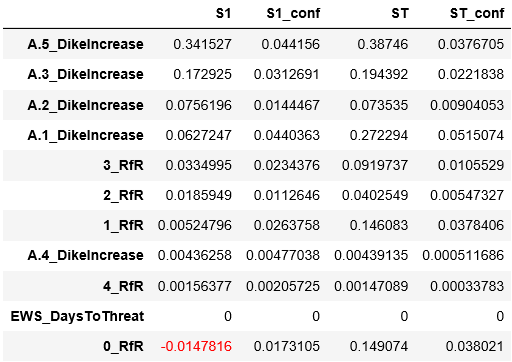 S1 S1_conf ST ST_conf
A.5_DikeIncrease 0.341527 0.044156 0.38746 0.0376705
A.3_DikeIncrease 0.172925 0.0312691 0.194392 0.0221838
A.2_DikeIncrease 0.0756196 0.0144467 0.073535 0.00904053
A.1_DikeIncrease 0.0627247 0.0440363 0.272294 0.0515074
3_RfR 0.0334995 0.0234376 0.0919737 0.0105529
2_RfR 0.0185949 0.0112646 0.0402549 0.00547327
1_RfR 0.00524796 0.0263758 0.146083 0.0378406
A.4_DikeIncrease 0.00436258 0.00477038 0.00439135 0.000511686
4_RfR 0.00156377 0.00205725 0.00147089 0.00033783
EWS_DaysToThreat 0 0 0 0
0_RfR -0.0147816 0.0173105 0.149074 0.038021